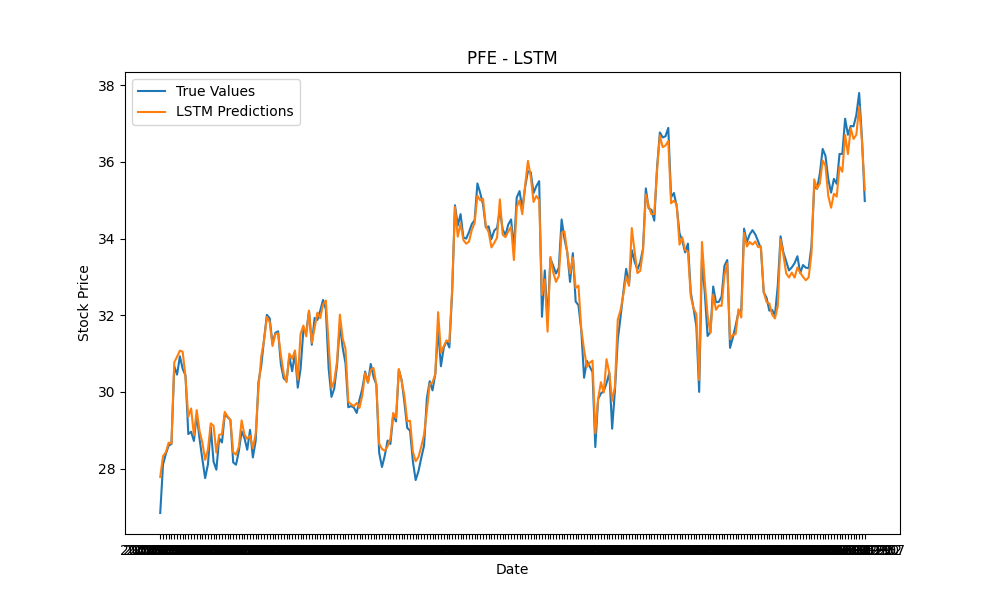 PFE - LSTM
True Values
LSTM Predictions
Stock Price
38
36
34
32
30
28
Date